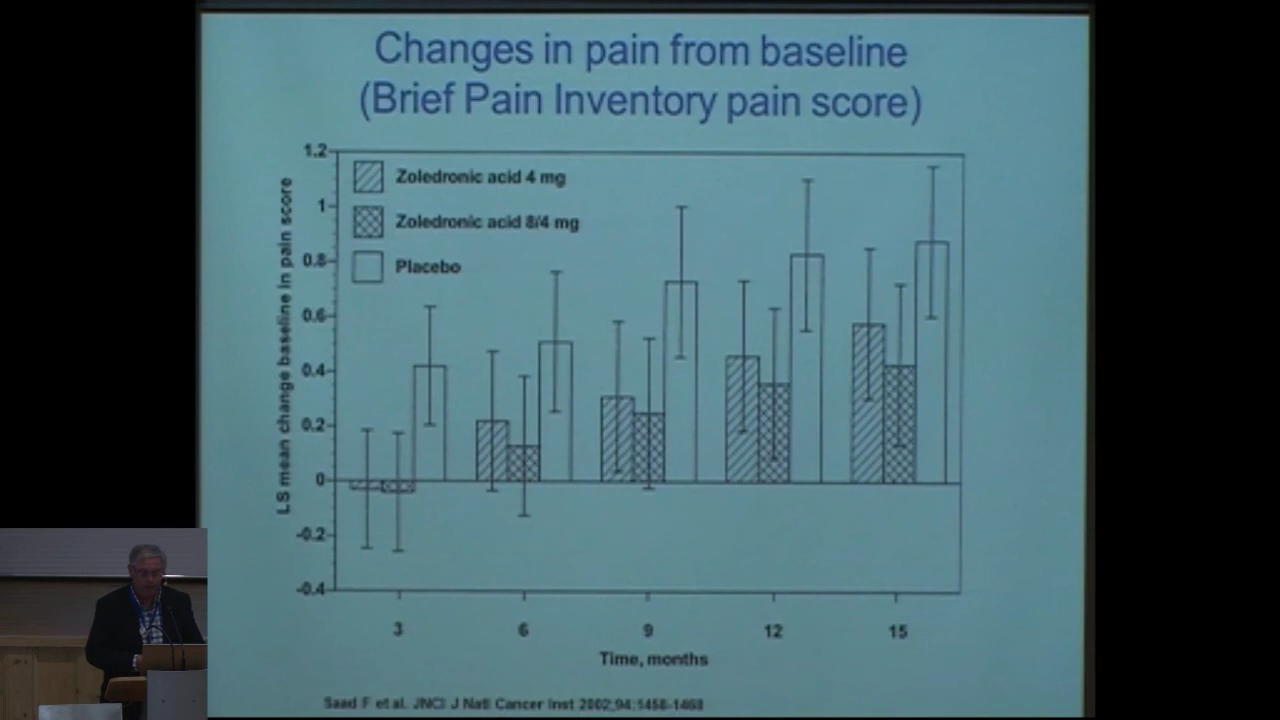 Changes in pain from baseline
(Brief Pain Inventory pain score)
1.2
1
0.8
0.6
0.4
0.2
0
-0.2
-0.4
LS mean change baseline in pain score
Zoledronic acid 4 mg
Zoledronic acid 8/4 mg
Placebo
3 6 9 12 15
Time, months
Saad F et al. JNCI J Natl Cancer Inst 2002;94:1458-1468